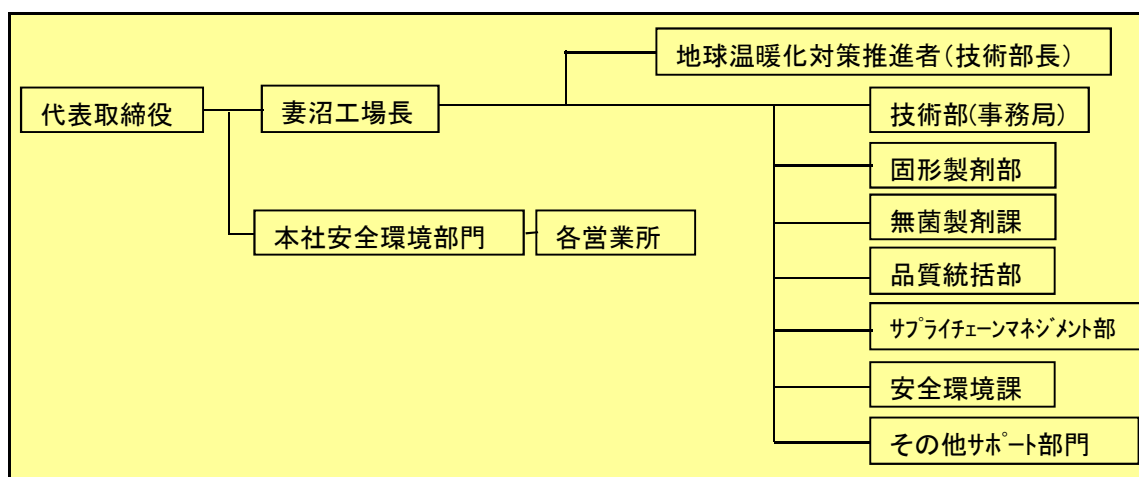 地球温暖化対策推進者(技術部長)
代表取締役
妻沼工場長
技術部(事務局)
固形製剤部
無菌製剤課
本社安全環境部門
各営業所
品質統括部
ｻﾌﾟﾗｲﾁｪｰﾝﾏﾈｼﾞﾒﾝﾄ部
安全環境課
その他ｻﾎﾟｰﾄ部門